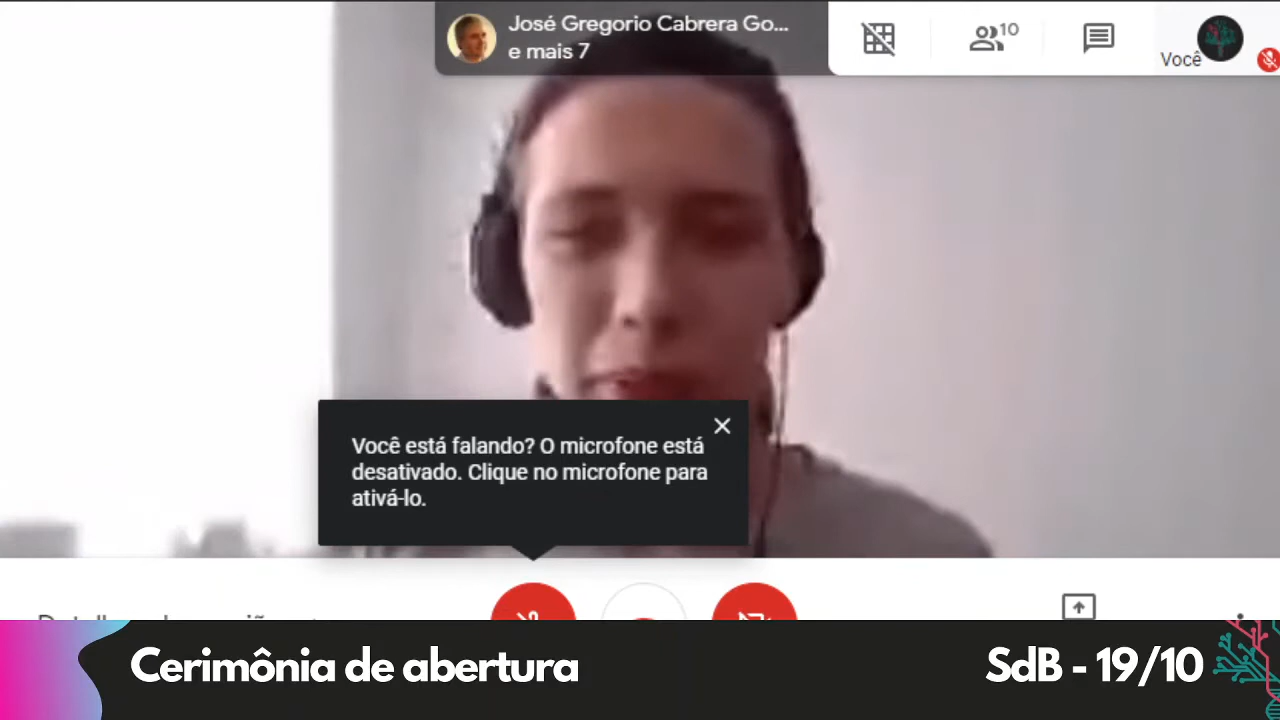 José Gregorio Cabrera Go...
e mais 7
10
Você
Você está falando? O microfone está
desativado. Clique no microfone para
ativá-lo.
Cerimônia de abertura
SdB - 19/10